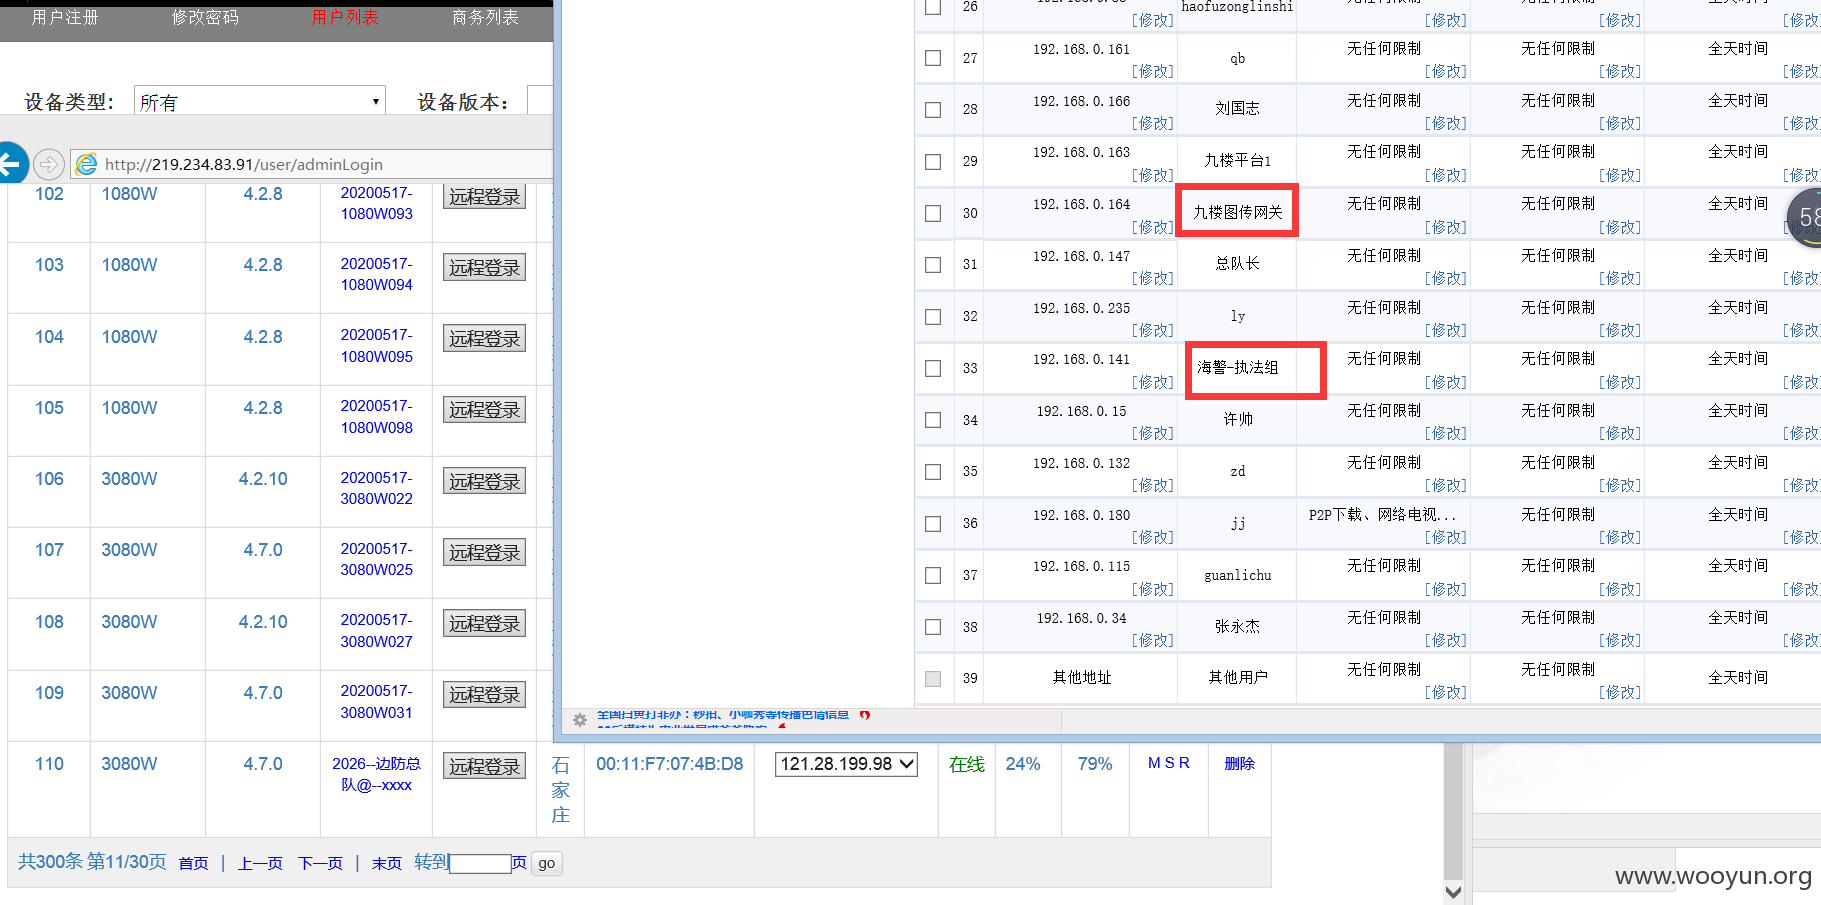 用户注册 修改密码 用户列表 商务列表
设备类型: 所有 设备版本:
http://219.234.83.91/user/adminLogin
102 1080W 4.2.8 20200517-1080W093 远程登录
103 1080W 4.2.8 20200517-1080W094 远程登录
104 1080W 4.2.8 20200517-1080W095 远程登录
105 1080W 4.2.8 20200517-1080W098 远程登录
106 3080W 4.2.10 20200517-3080W022 远程登录
107 3080W 4.7.0 20200517-3080W025 远程登录
108 3080W 4.2.10 20200517-3080W027 远程登录
109 3080W 4.7.0 20200517-3080W031 远程登录
110 3080W 4.7.0 2026--边防总队@--xxxx 远程登录 石家庄 00:11:F7:07:4B:D8 121.28.199.98 在线 24% 79% M S R 删除
共300条 第11/30页 首页 | 上一页 下一页 | 末页 转到 页 go
26 [修改] haofuzonglinshi [修改] [修改] 全天时间 [修改
27 192.168.0.161 [修改] qb 无任何限制 [修改] 无任何限制 [修改] 全天时间 [修改
28 192.168.0.166 [修改] 刘国志 无任何限制 [修改] 无任何限制 [修改] 全天时间 [修改
29 192.168.0.163 [修改] 九楼平台1 无任何限制 [修改] 无任何限制 [修改] 全天时间 [修改
30 192.168.0.164 [修改] 九楼图传网关 无任何限制 [修改] 无任何限制 [修改] 全天时间
58
31 192.168.0.147 [修改] 总队长 无任何限制 [修改] 无任何限制 [修改] 全天时间 [修改
32 192.168.0.235 [修改] ly 无任何限制 [修改] 无任何限制 [修改] 全天时间 [修改
33 192.168.0.141 [修改] 海警-执法组 无任何限制 [修改] 无任何限制 [修改] 全天时间 [修改
34 192.168.0.15 [修改] 许帅 无任何限制 [修改] 无任何限制 [修改] 全天时间 [修改
35 192.168.0.132 [修改] zd 无任何限制 [修改] 无任何限制 [修改] 全天时间 [修改
36 192.168.0.180 [修改] jj P2P下载、网络电视... [修改] 无任何限制 [修改] 全天时间 [修改
37 192.168.0.115 [修改] guanlichu 无任何限制 [修改] 无任何限制 [修改] 全天时间 [修改
38 192.168.0.34 [修改] 张永杰 无任何限制 [修改] 无任何限制 [修改] 全天时间 [修改
39 其他地址 其他用户 无任何限制 [修改] 无任何限制 [修改] 全天时间
全国扫黄打非办：秒拍、小咖秀等传播色情信息
www.wooyun.org